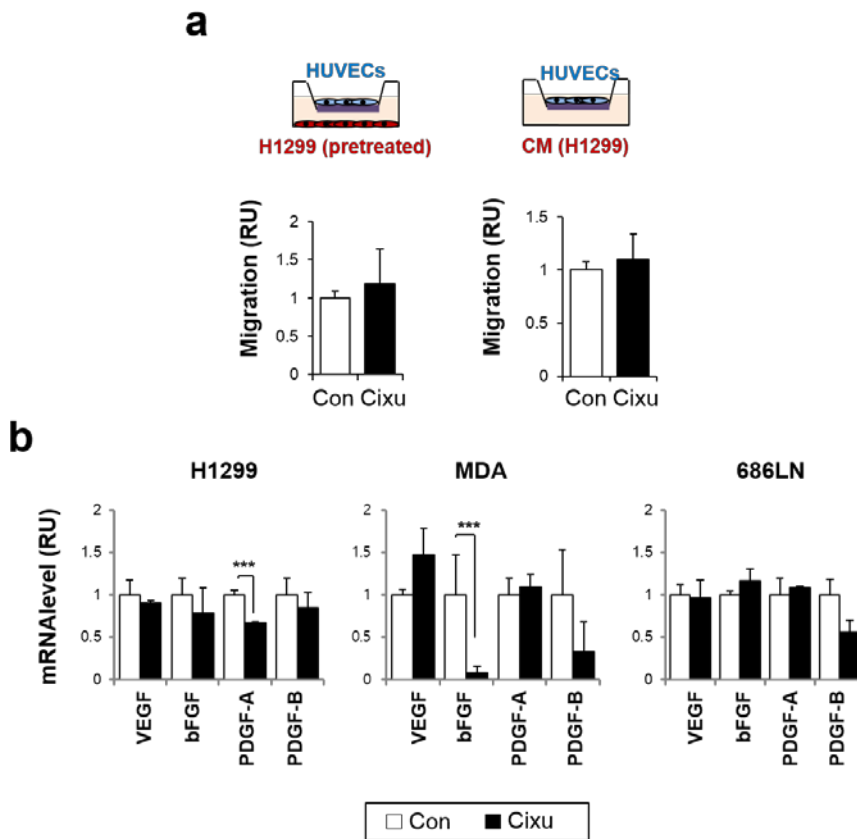 a
HUVECs HUVECs
H1299 (pretreated) CM (H1299)
Migration (RU)
2
1.5
1
0.5
0
Con Cixu
Migration (RU)
1.5
1
0.5
0
Con Cixu
b
H1299 MDA 686LN
mRNAlevel (RU)
2
1.5
1
0.5
0
***
VEGF
bFGF
PDGF-A
PDGF-B
2
1.5
1
0.5
0
***
VEGF
bFGF
PDGF-A
PDGF-B
2
1.5
1
0.5
0
VEGF
bFGF
PDGF-A
PDGF-B
Con Cixu